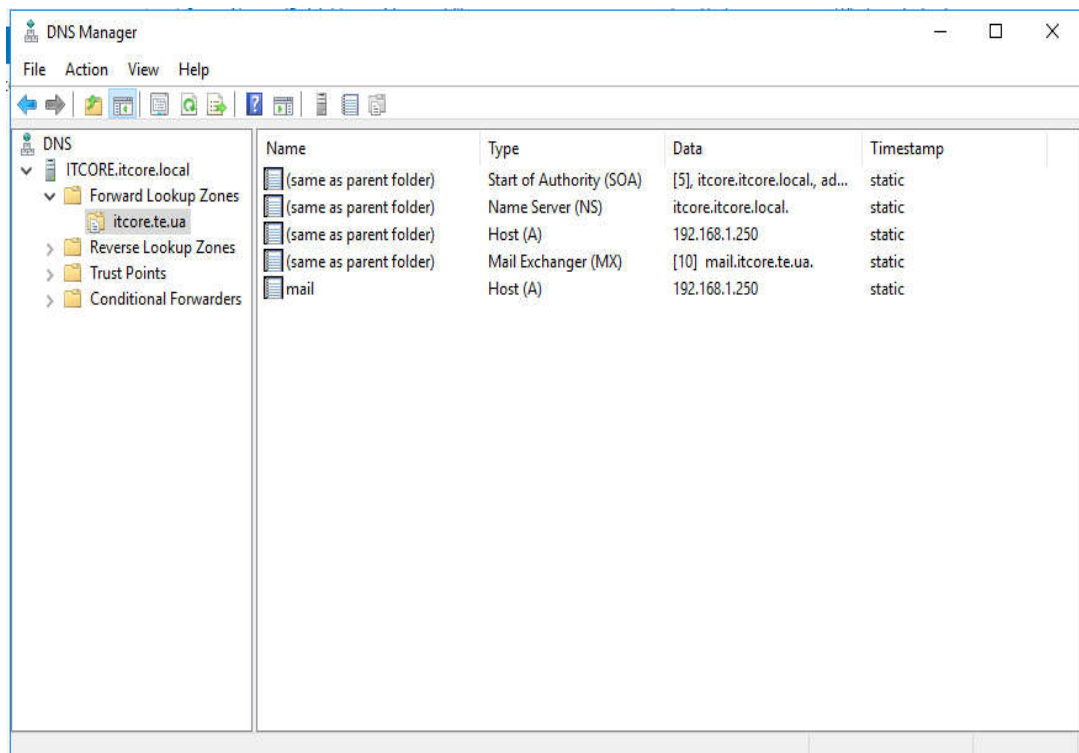 DNS Manager
File Action View Help
DNS
ITCORE.itcore.local
Forward Lookup Zones
itcore.te.ua
Reverse Lookup Zones
Trust Points
Conditional Forwarders
Name Type Data Timestamp
(same as parent folder) Start of Authority (SOA) [5], itcore.itcore.local., ad... static
(same as parent folder) Name Server (NS) itcore.itcore.local. static
(same as parent folder) Host (A) 192.168.1.250 static
(same as parent folder) Mail Exchanger (MX) [10] mail.itcore.te.ua. static
mail Host (A) 192.168.1.250 static